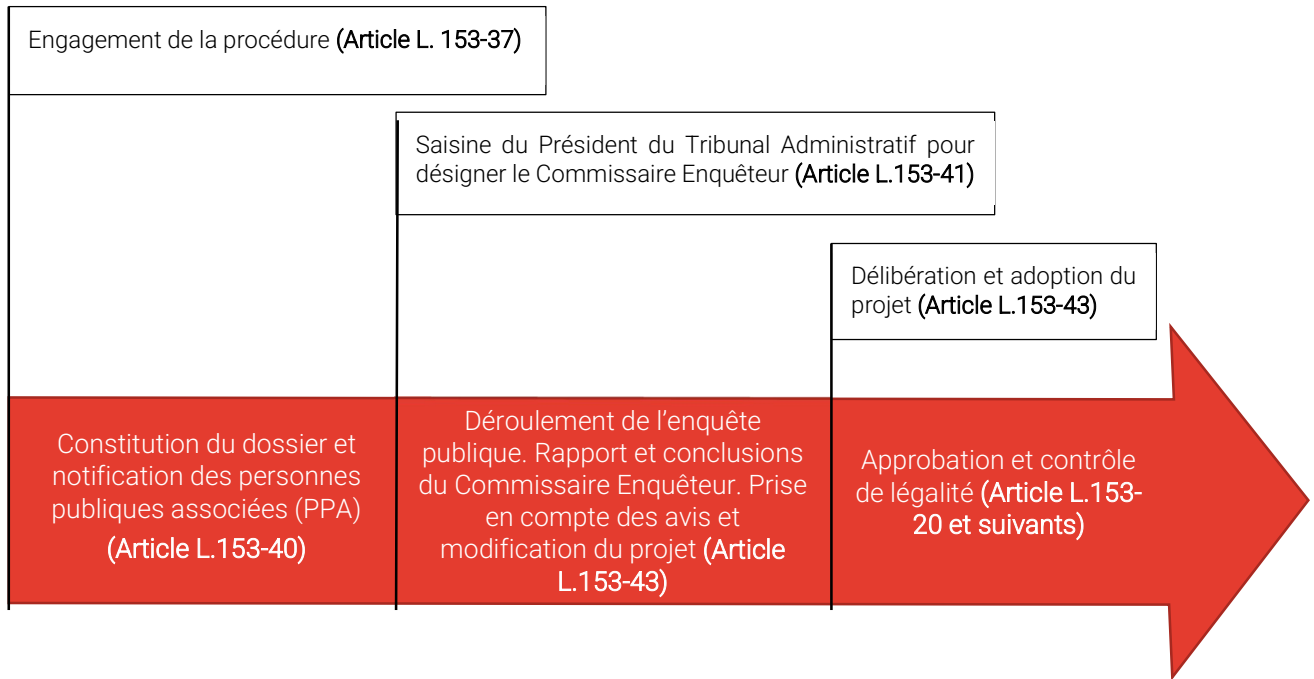 Engagement de la procédure (Article L. 153-37)
Saisine du Président du Tribunal Administratif pour
désigner le Commissaire Enquêteur (Article L.153-41)
Délibération et adoption du
projet (Article L.153-43)
Constitution du dossier et
notification des personnes
publiques associées (PPA)
(Article L.153-40)
Déroulement de l’enquête
publique. Rapport et conclusions
du Commissaire Enquêteur. Prise
en compte des avis et
modification du projet (Article
L.153-43)
Approbation et contrôle
de légalité (Article L.153-
20 et suivants)